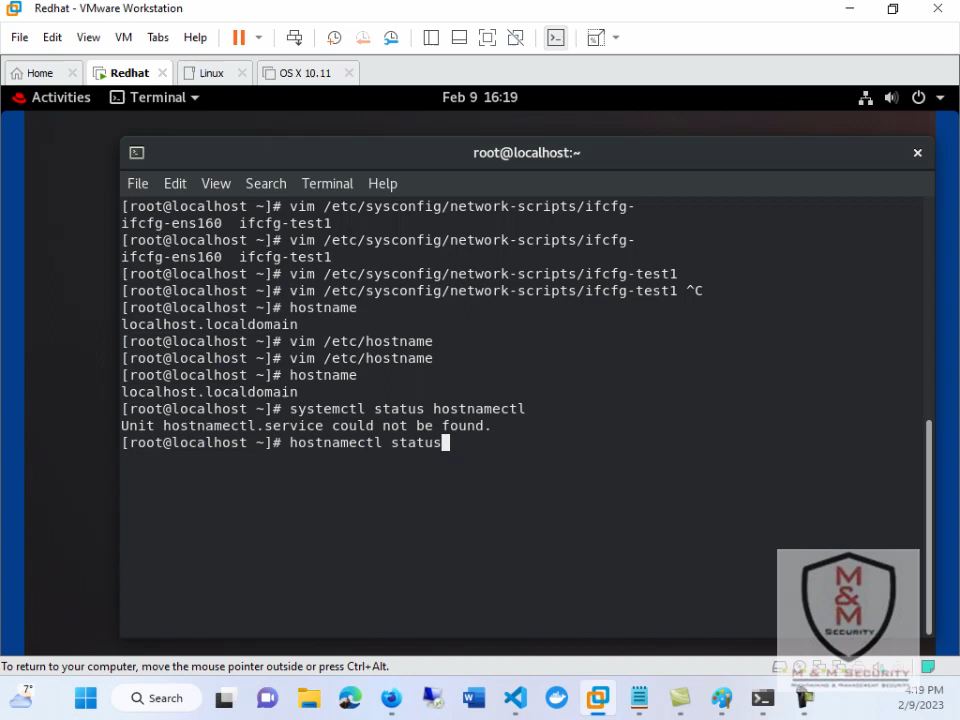 Redhat - VMware Workstation
File Edit View VM Tabs Help
Home Redhat Linux OS X 10.11
Activities Terminal Feb 9 16:19
root@localhost:~
File Edit View Search Terminal Help
[root@localhost ~]# vim /etc/sysconfig/network-scripts/ifcfg-
ifcfg-ens160 ifcfg-test1
[root@localhost ~]# vim /etc/sysconfig/network-scripts/ifcfg-
ifcfg-ens160 ifcfg-test1
[root@localhost ~]# vim /etc/sysconfig/network-scripts/ifcfg-test1
[root@localhost ~]# vim /etc/sysconfig/network-scripts/ifcfg-test1 ^C
[root@localhost ~]# hostname
localhost.localdomain
[root@localhost ~]# vim /etc/hostname
[root@localhost ~]# vim /etc/hostname
[root@localhost ~]# hostname
localhost.localdomain
[root@localhost ~]# systemctl status hostnamectl
Unit hostnamectl.service could not be found.
[root@localhost ~]# hostnamectl status
M
&
M
SECURITY
M & M SECURITY
To return to your computer, move the mouse pointer outside or press Ctrl+Alt.
7°
Search
4:19 PM
2/9/2023